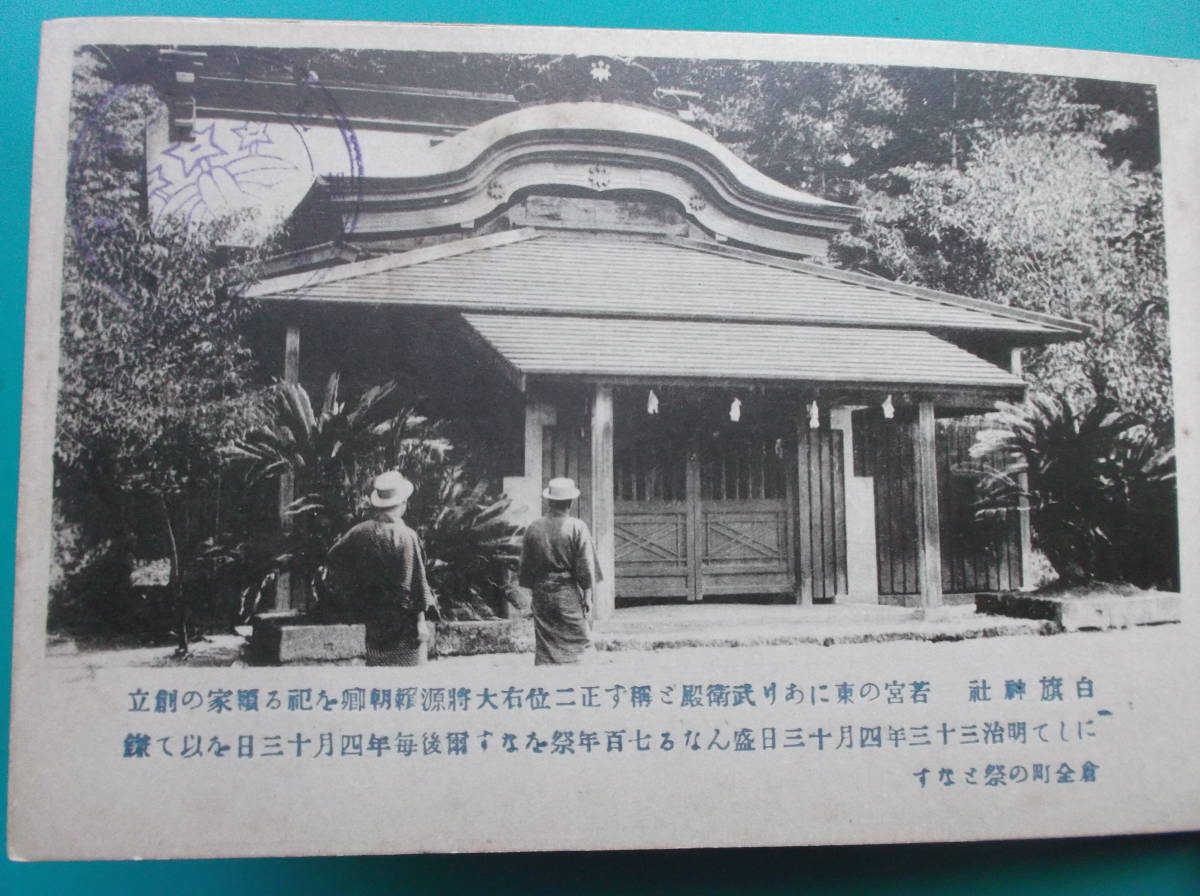 白旗神社 若宮の東にあり武衛殿と稱す正二位右大將源賴朝卿を祀る賴家の創立
にして明治三十三年四月十三日盛んなる七百年祭をなす爾後毎年四月十三日を以て鎌
倉全町の祭となす